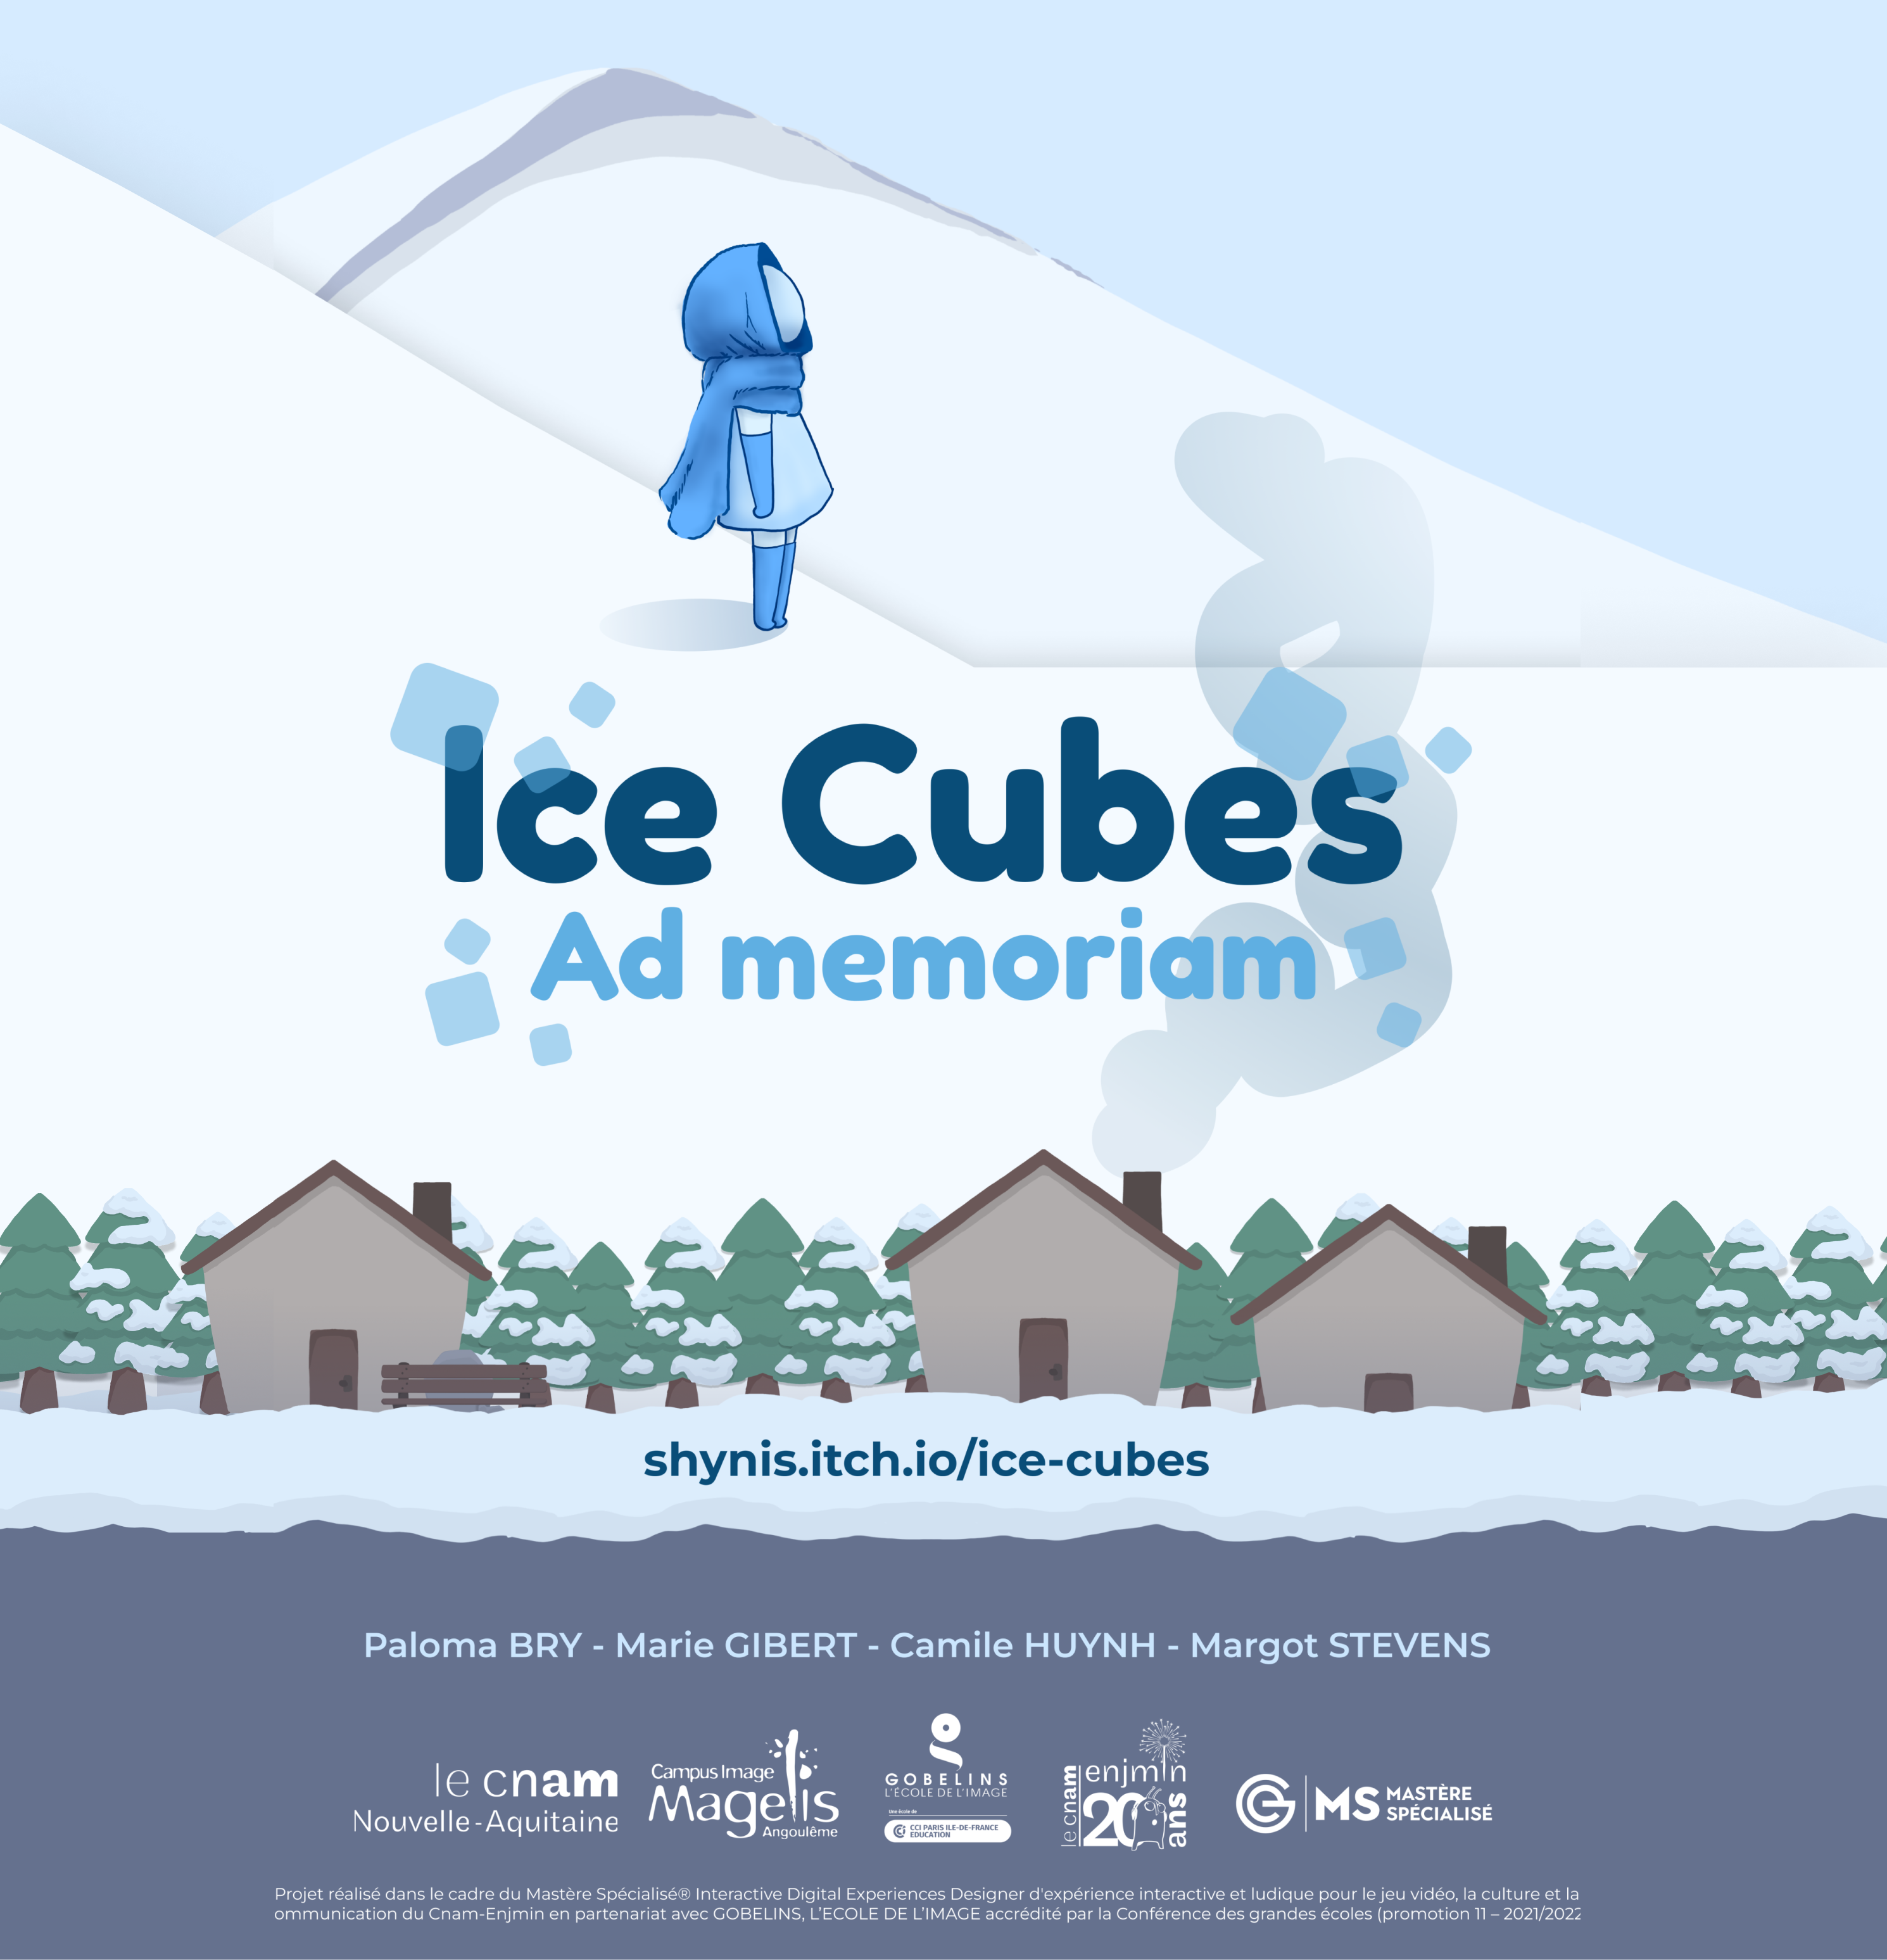 Ice Cubes
Ad memoriam
shynis.itch.io/ice-cubes
Paloma BRY - Marie GIBERT - Camile HUYNH - Margot STEVENS
le cnam
Nouvelle-Aquitaine
Campus Image
Magelis
Angoulême
GOBELINS
L'ÉCOLE DE L'IMAGE
Une école de
CCI PARIS ILE-DE-FRANCE
EDUCATION
le cnam
enjmin
20
ans
MS MASTÈRE
SPÉCIALISÉ
Projet réalisé dans le cadre du Mastère Spécialisé® Interactive Digital Experiences Designer d'expérience interactive et ludique pour le jeu vidéo, la culture et la
ommunication du Cnam-Enjmin en partenariat avec GOBELINS, L'ECOLE DE L'IMAGE accrédité par la Conférence des grandes écoles (promotion 11 – 2021/2022